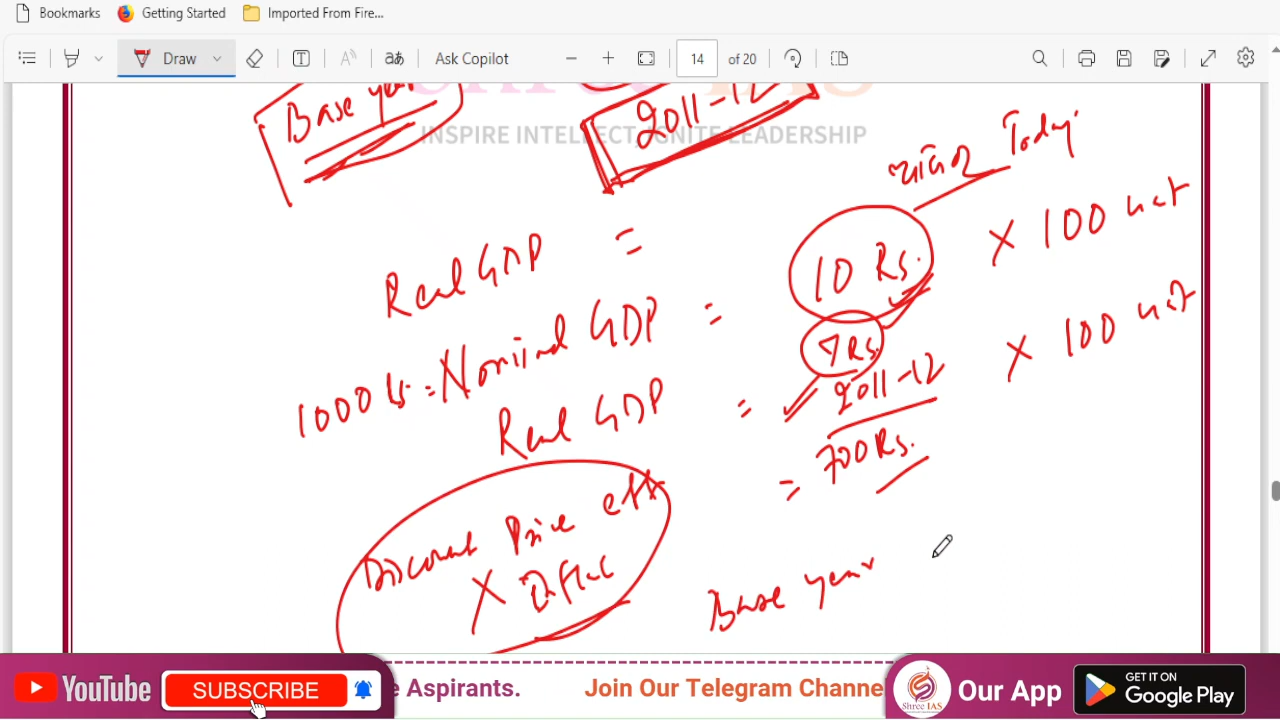 Bookmarks Getting Started Imported From Fire...
Draw Ask Copilot 14 of 20
Base year 2011-12
INSPIRE INTELLECT, IGNITE LEADERSHIP
Today
Real GDP = 10 Rs. X 100 unit
1000 Rs = Nominal GDP = 7 Rs. X 100 unit
2011-12
Real GDP =
= 700 Rs.
Discount Price eff
X Inflac
Base year
YouTube SUBSCRIBE e Aspirants. Join Our Telegram Channe Shree IAS Our App GET IT ON Google Play